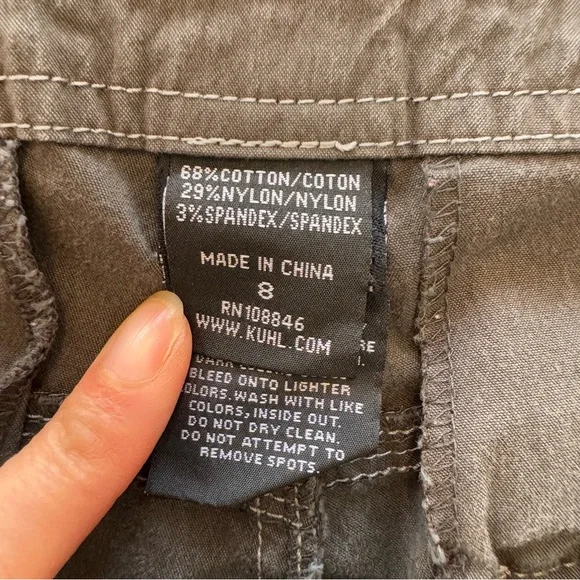 68%COTTON/COTON
29%NYLON/NYLON
3%SPANDEX/SPANDEX
MADE IN CHINA
8
RN108846
WWW.KUHL.COM
BLEED ONTO LIGHTER
OLORS. WASH WITH LIKE
COLORS, INSIDE OUT.
DO NOT DRY CLEAN.
DO NOT ATTEMPT TO
REMOVE SPOTS.